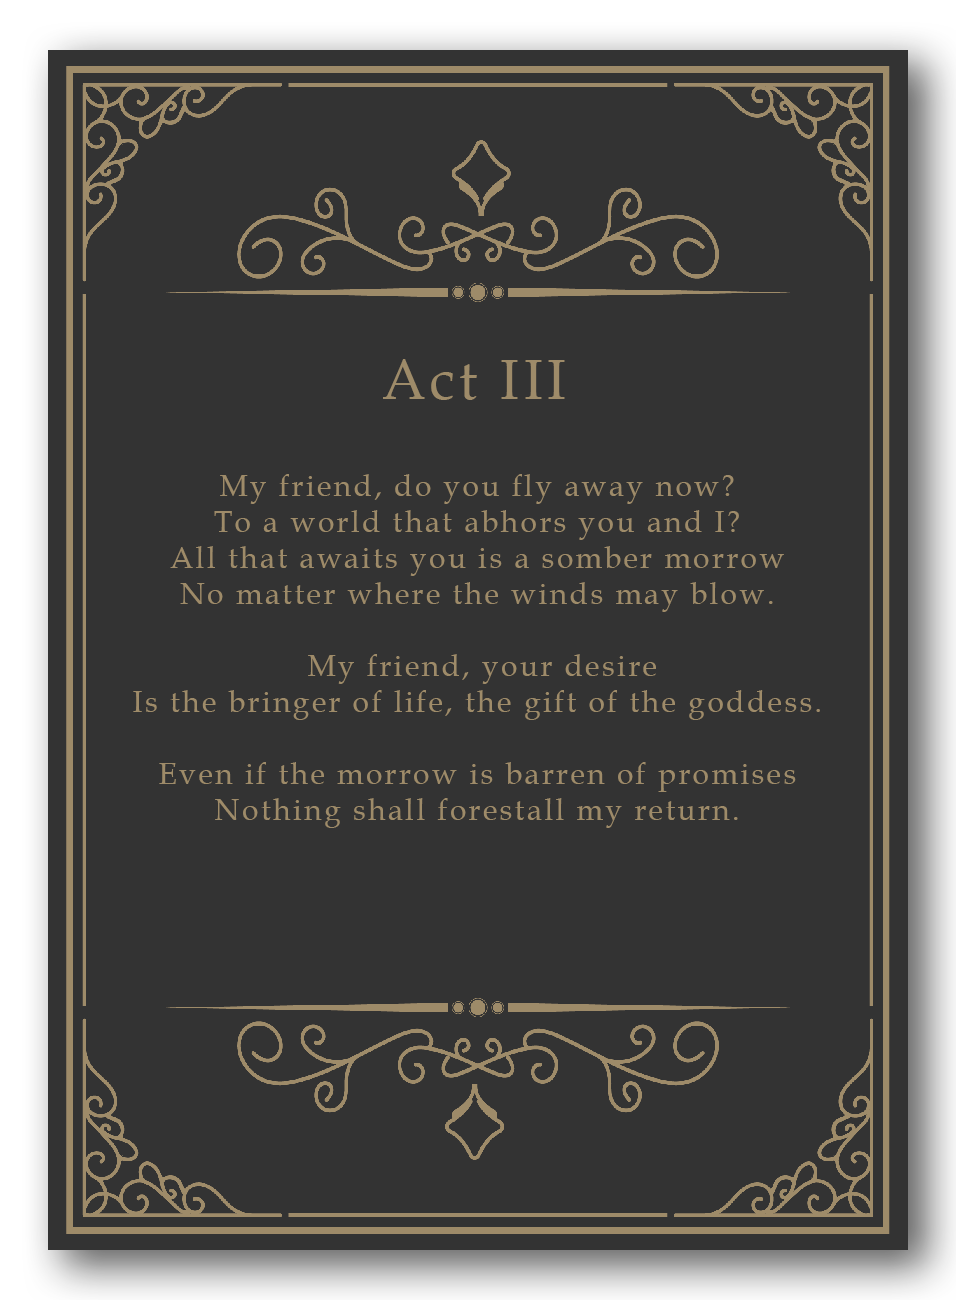 Act III
My friend, do you fly away now?
To a world that abhors you and I?
All that awaits you is a somber morrow
No matter where the winds may blow.
My friend, your desire
Is the bringer of life, the gift of the goddess.
Even if the morrow is barren of promises
Nothing shall forestall my return.